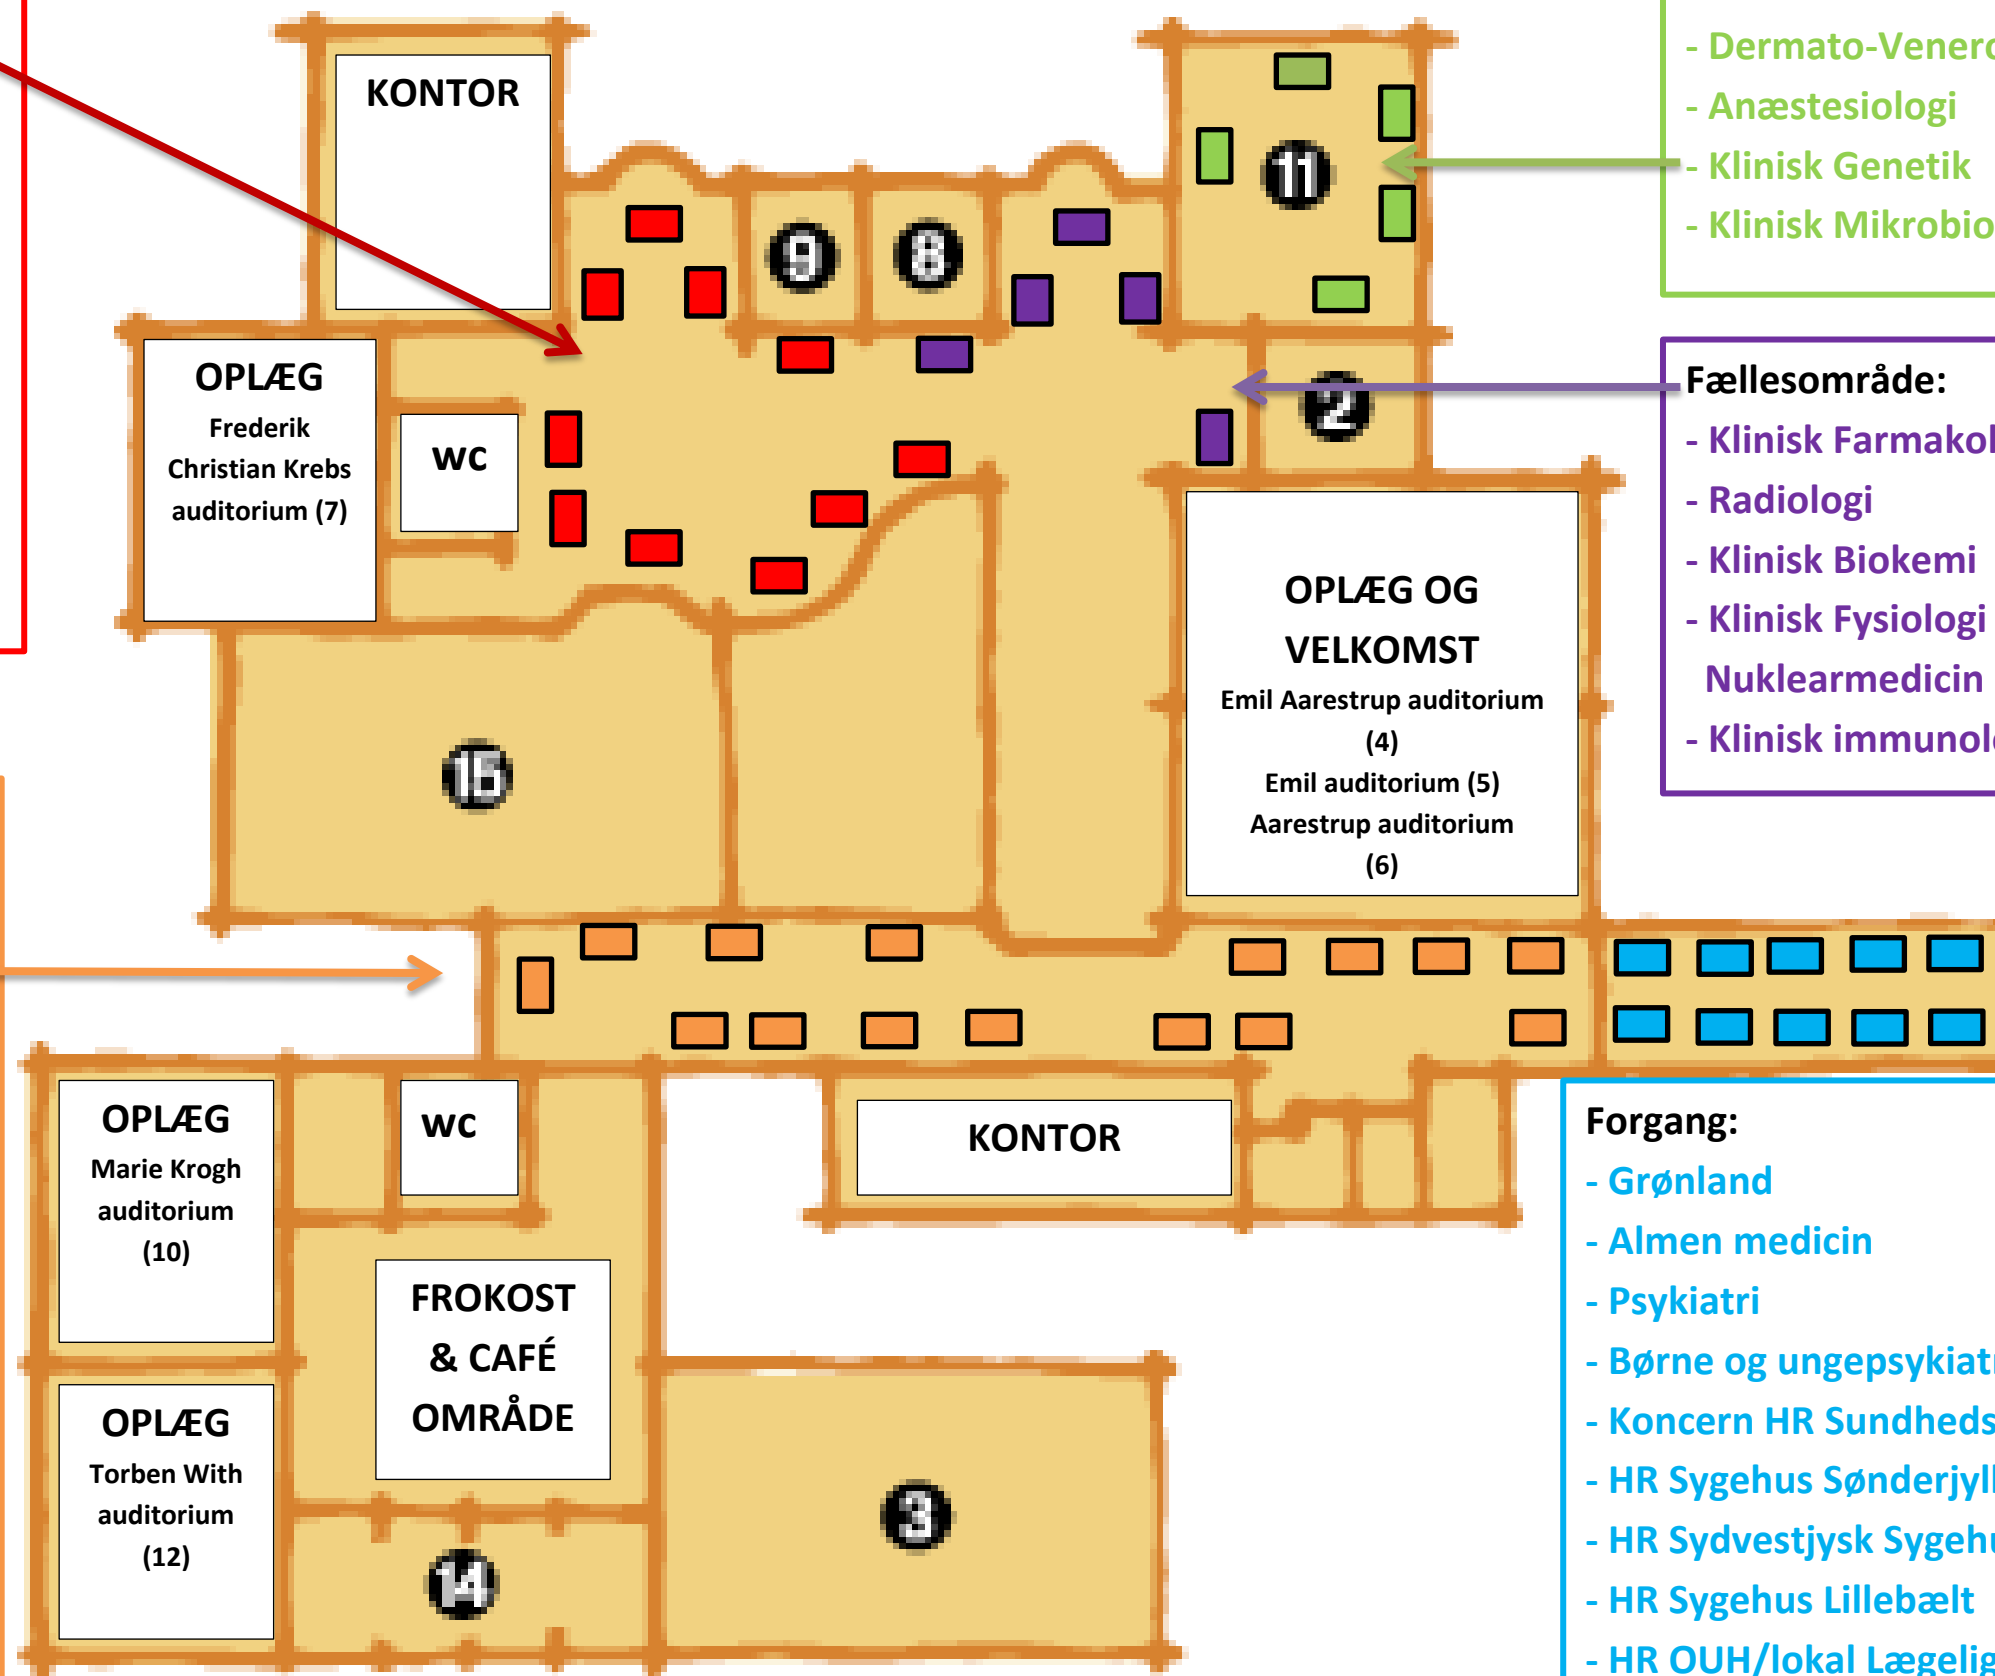 KONTOR
OPLÆG
Frederik
Christian Krebs
auditorium (7)
WC
9
8
11
2
OPLÆG OG
VELKOMST
Emil Aarestrup auditorium
(4)
Emil auditorium (5)
Aarestrup auditorium
(6)
15
OPLÆG
Marie Krogh
auditorium
(10)
WC
KONTOR
FROKOST
& CAFÉ
OMRÅDE
OPLÆG
Torben With
auditorium
(12)
14
3
- Dermato-Venero
- Anæstesiologi
- Klinisk Genetik
- Klinisk Mikrobio
Fællesområde:
- Klinisk Farmakol
- Radiologi
- Klinisk Biokemi
- Klinisk Fysiologi
Nuklearmedicin
- Klinisk immunol
Forgang:
- Grønland
- Almen medicin
- Psykiatri
- Børne og ungepsykiatr
- Koncern HR Sundheds
- HR Sygehus Sønderjyll
- HR Sydvestjysk Sygehu
- HR Sygehus Lillebælt
- HR OUH/lokal Lægelig